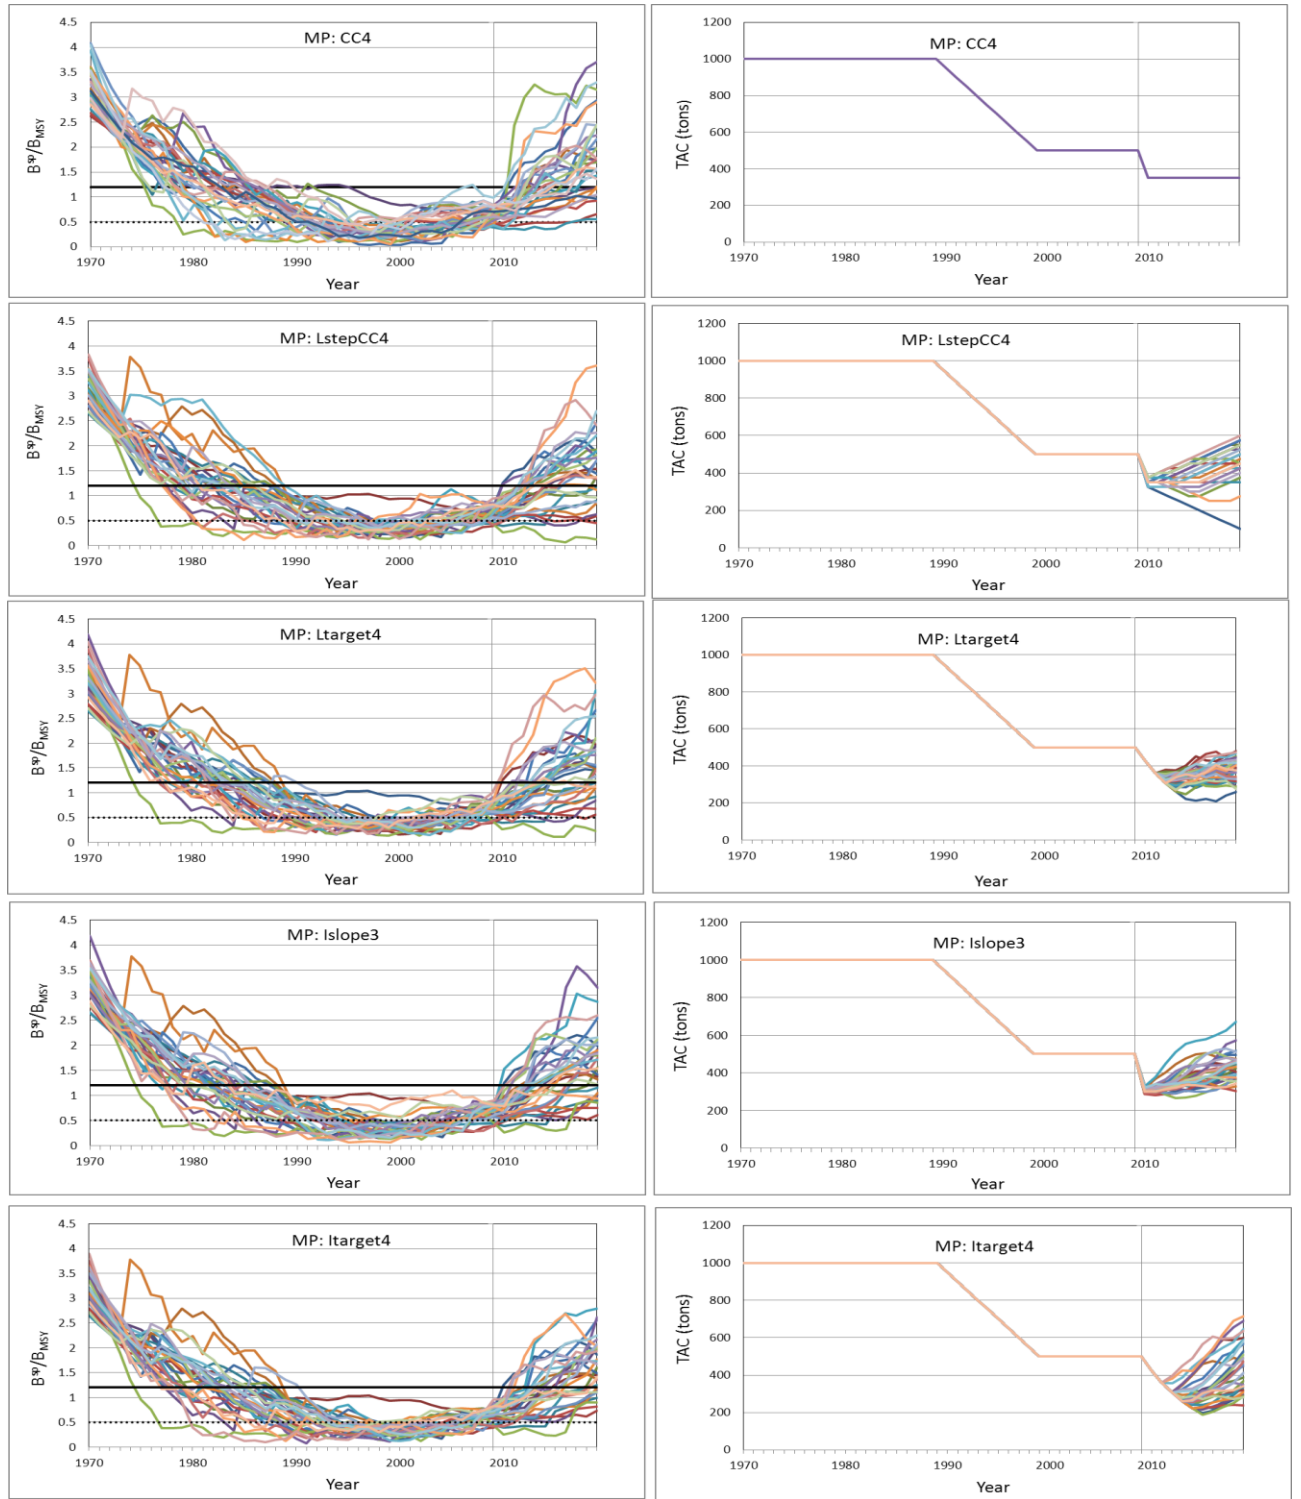 MP: CC4
B^sp/B_MSY
4.5
4
3.5
3
2.5
2
1.5
1
0.5
0
1970 1980 1990 2000 2010
Year
MP: CC4
TAC (tons)
1200
1000
800
600
400
200
0
1970 1980 1990 2000 2010
Year
MP: LstepCC4
B^sp/B_MSY
4.5
4
3.5
3
2.5
2
1.5
1
0.5
0
1970 1980 1990 2000 2010
Year
MP: LstepCC4
TAC (tons)
1200
1000
800
600
400
200
0
1970 1980 1990 2000 2010
Year
MP: Ltarget4
B^sp/B_MSY
4.5
4
3.5
3
2.5
2
1.5
1
0.5
0
1970 1980 1990 2000 2010
Year
MP: Ltarget4
TAC (tons)
1200
1000
800
600
400
200
0
1970 1980 1990 2000 2010
Year
MP: Islope3
B^sp/B_MSY
4.5
4
3.5
3
2.5
2
1.5
1
0.5
0
1970 1980 1990 2000 2010
Year
MP: Islope3
TAC (tons)
1200
1000
800
600
400
200
0
1970 1980 1990 2000 2010
Year
MP: Itarget4
B^sp/B_MSY
4.5
4
3.5
3
2.5
2
1.5
1
0.5
0
1970 1980 1990 2000 2010
Year
MP: Itarget4
TAC (tons)
1200
1000
800
600
400
200
0
1970 1980 1990 2000 2010
Year